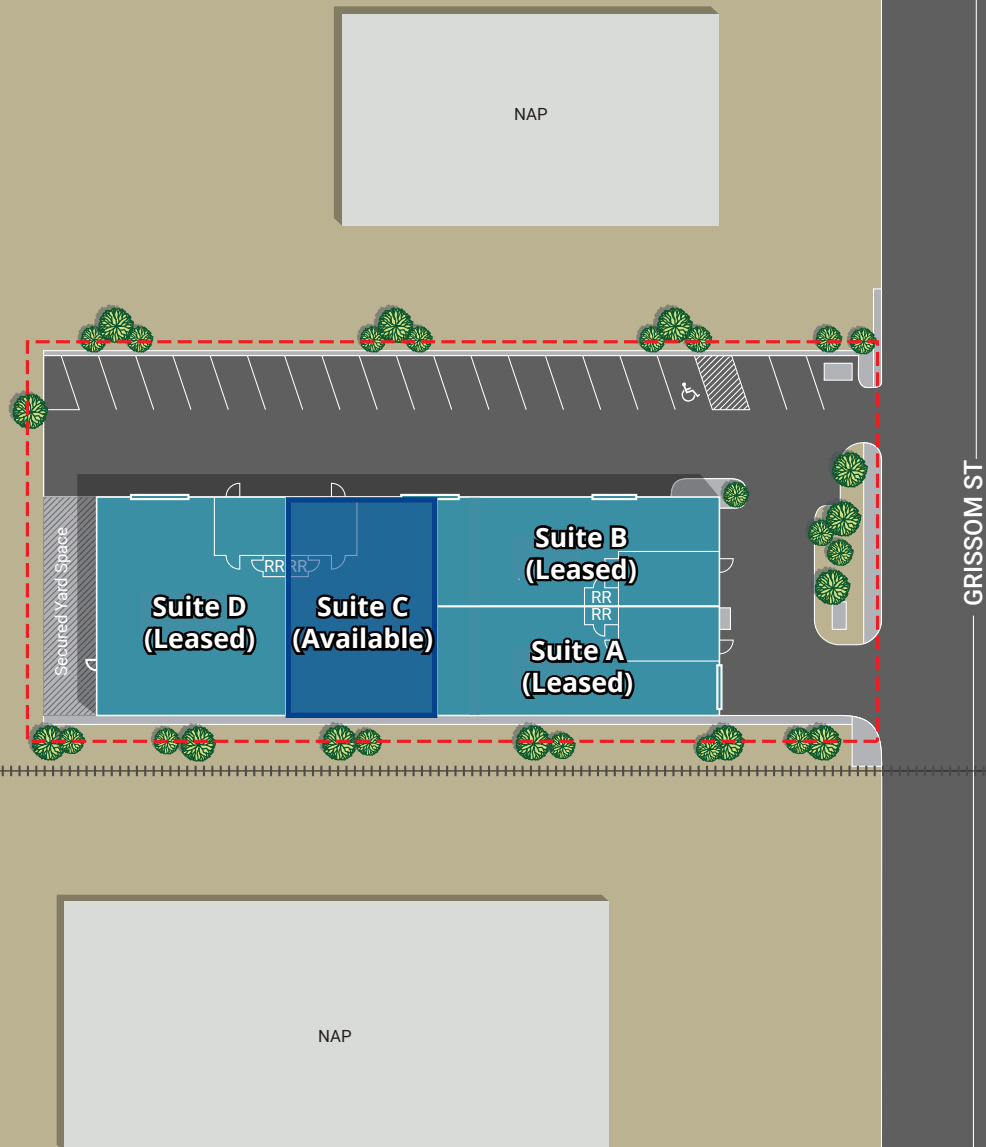 NAP
GRISSOM ST
Secured Yard Space
RR
RR
Suite D
(Leased)
Suite C
(Available)
Suite B
(Leased)
RR
RR
Suite A
(Leased)
NAP